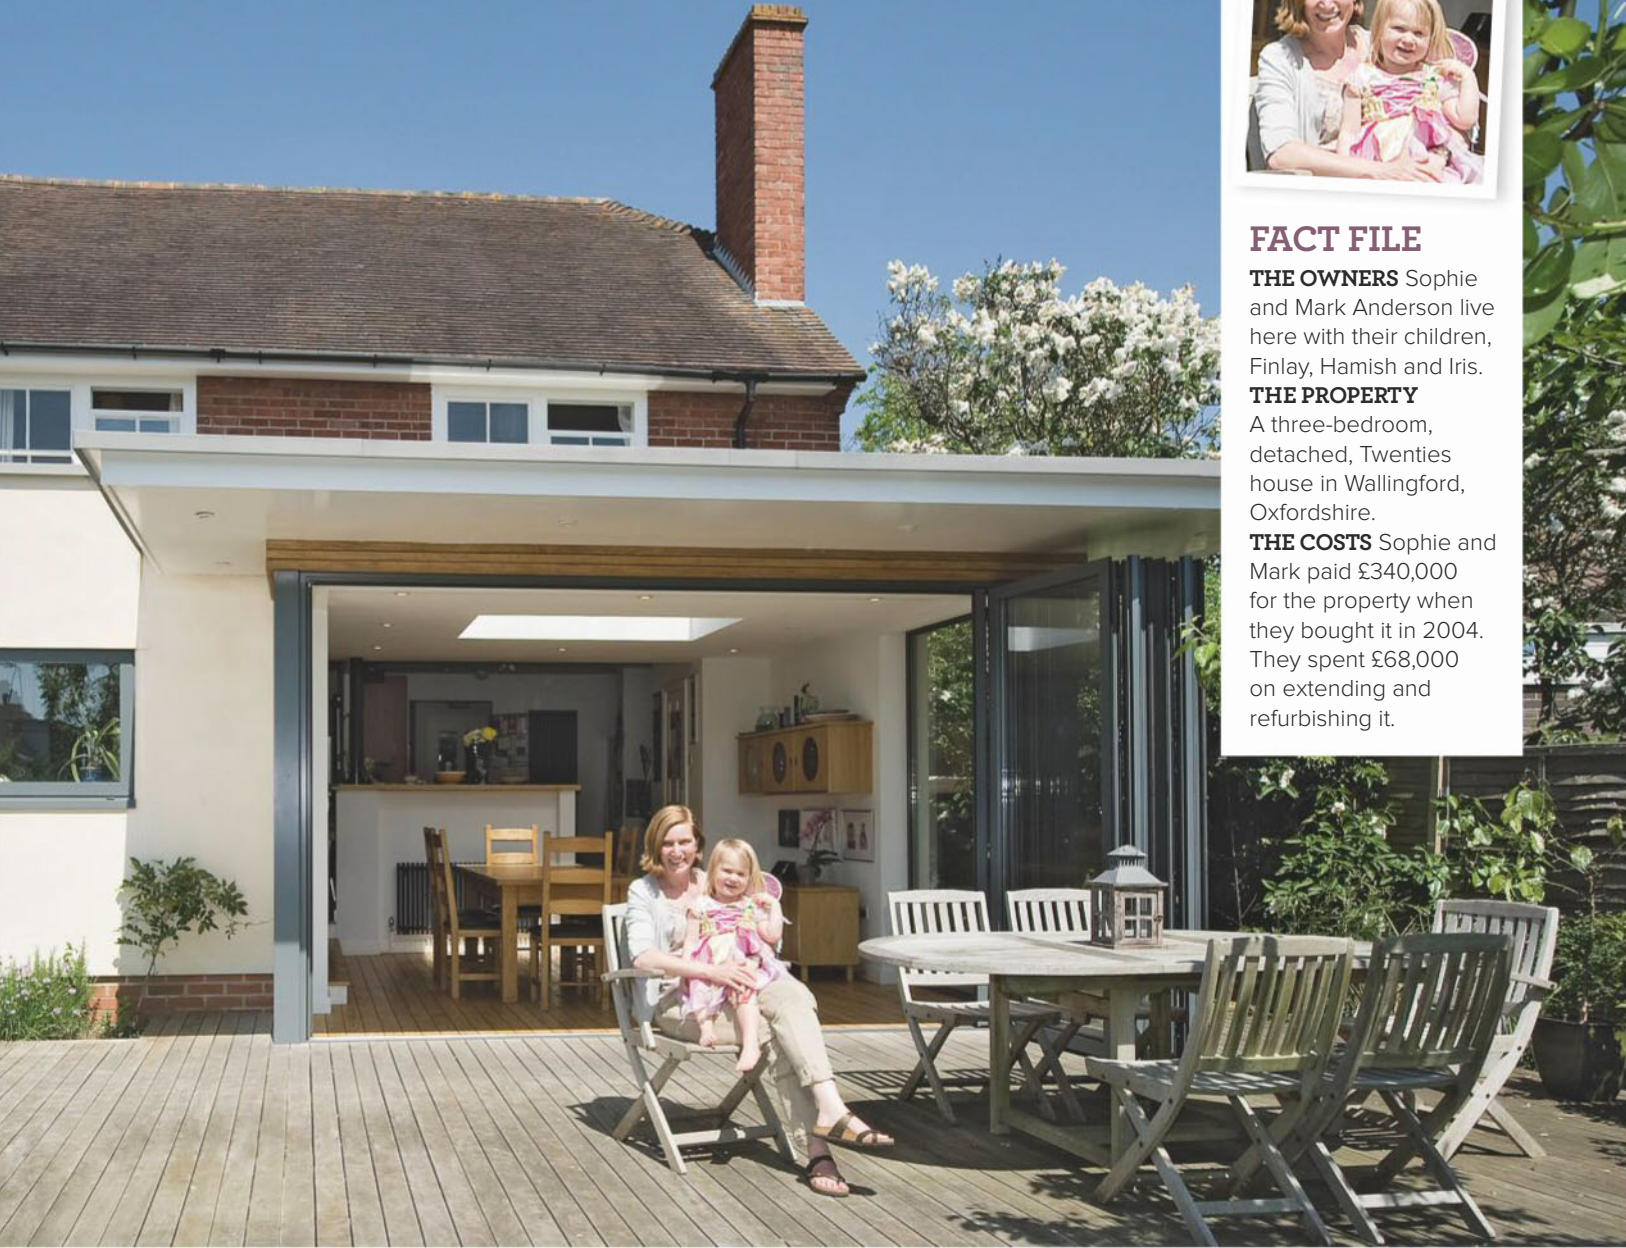 FACT FILE
THE OWNERS Sophie
and Mark Anderson live
here with their children,
Finlay, Hamish and Iris.
THE PROPERTY
A three-bedroom,
detached, Twenties
house in Wallingford,
Oxfordshire.
THE COSTS Sophie and
Mark paid £340,000
for the property when
they bought it in 2004.
They spent £68,000
on extending and
refurbishing it.